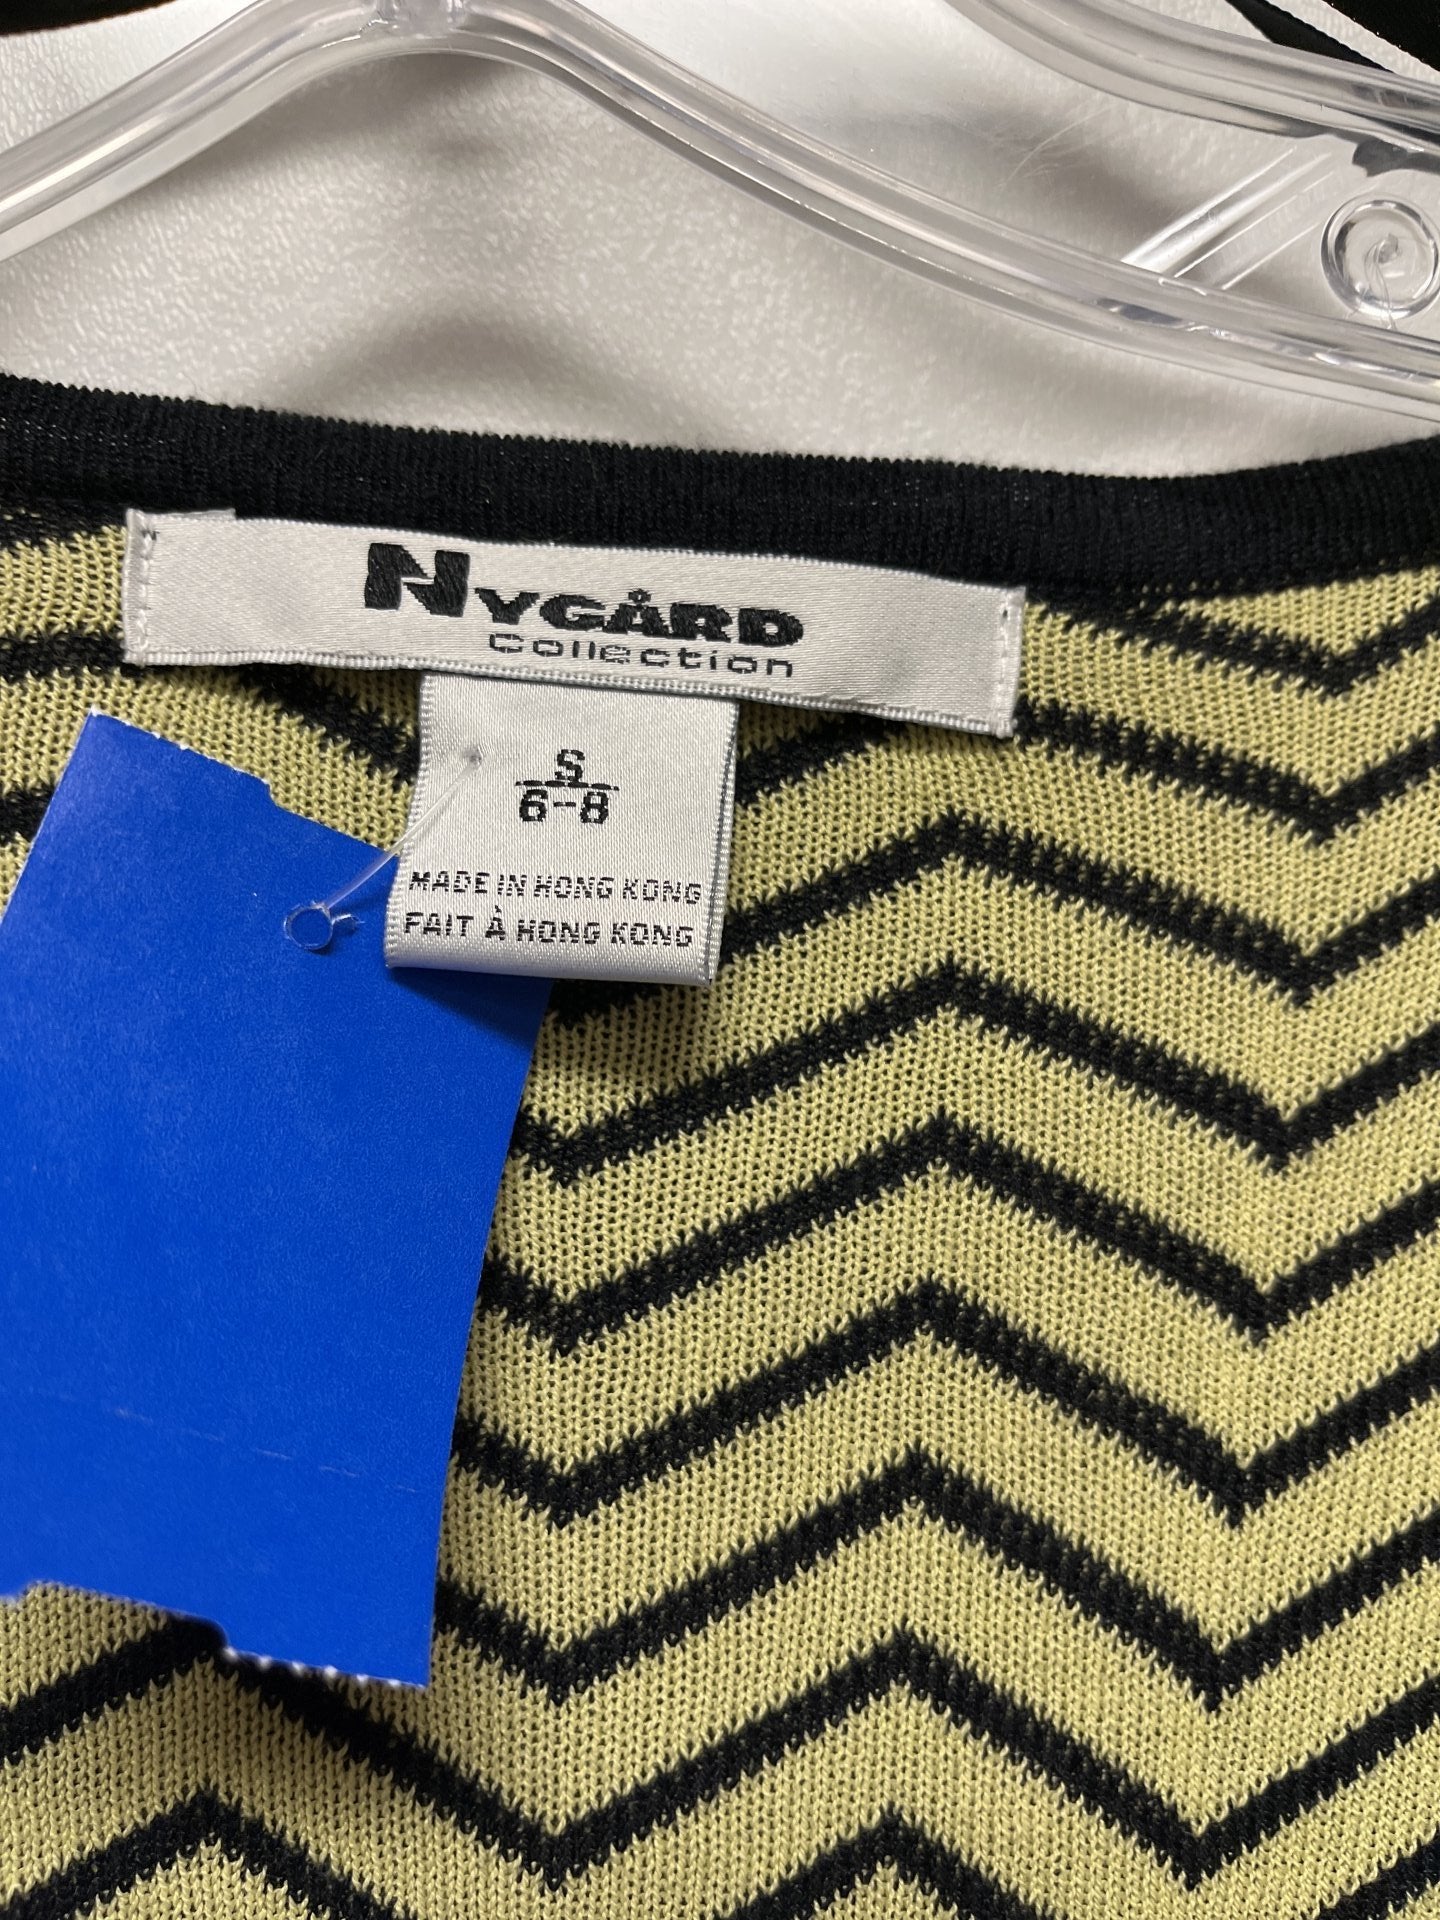 NYGÅRD
Collection
S
6-8
MADE IN HONG KONG
FAIT À HONG KONG